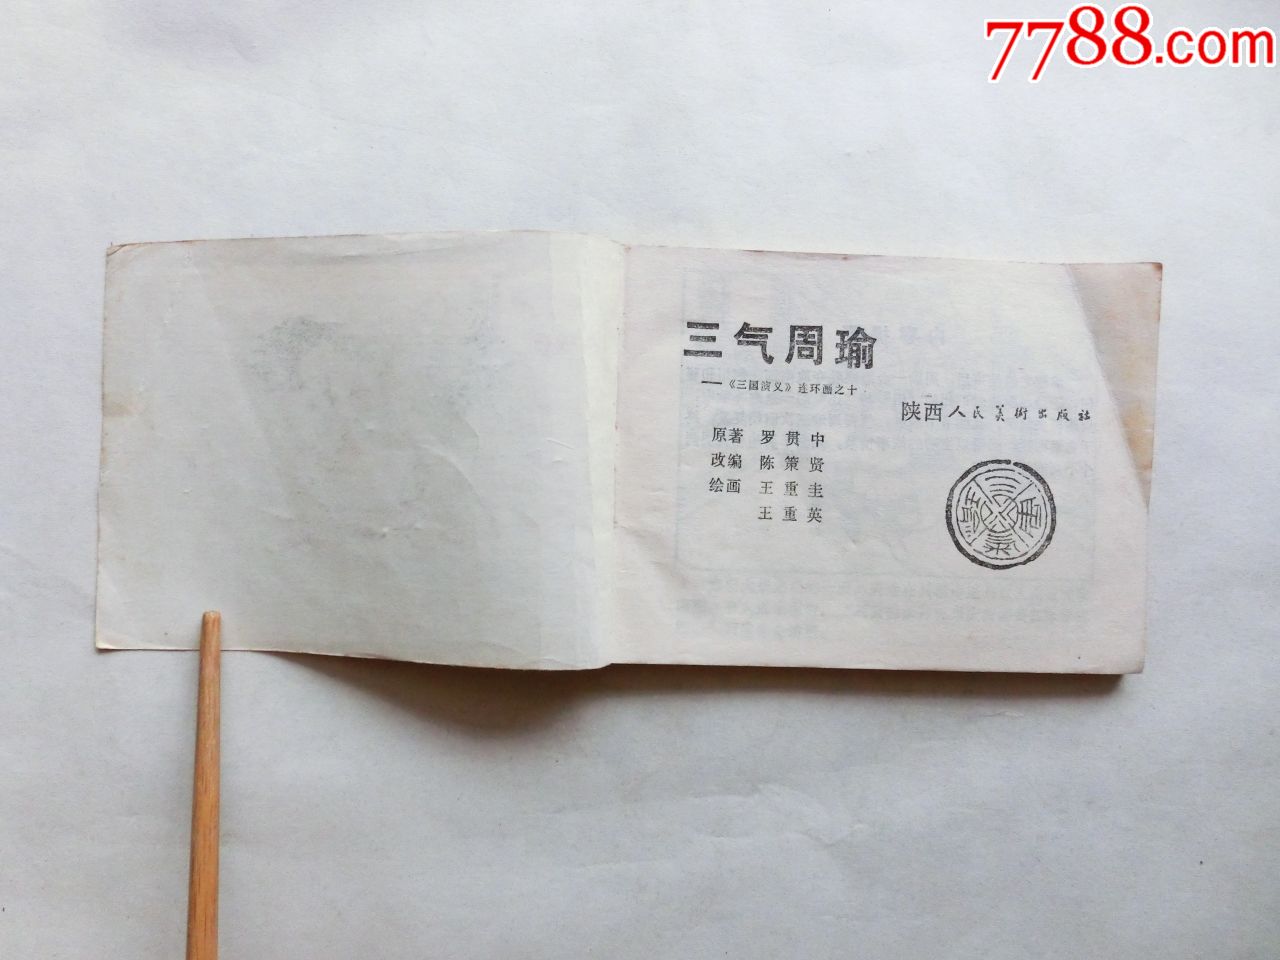 7788.com
三气周瑜
——《三国演义》连环画之十
陕西人民美術出版社
原著 罗贯中
改编 陈策贤
绘画 王重圭
王重英